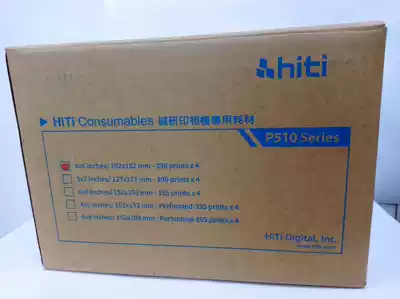 hiti
HiTi Consumables 誠研印相機專用耗材
P510 Series
4x6 inches/ 102x152 mm - 330 prints x 4
5x7 inches/ 127x177 mm - 190 prints x 4
6x8 inches/ 152x203 mm - 165 prints x 4
4x6 inches/ 102x152 mm - Perforated-330 prints x 4
6x8 inches/ 152x203 mm - Perforated-165 prints x 4
HiTi Digital, Inc.